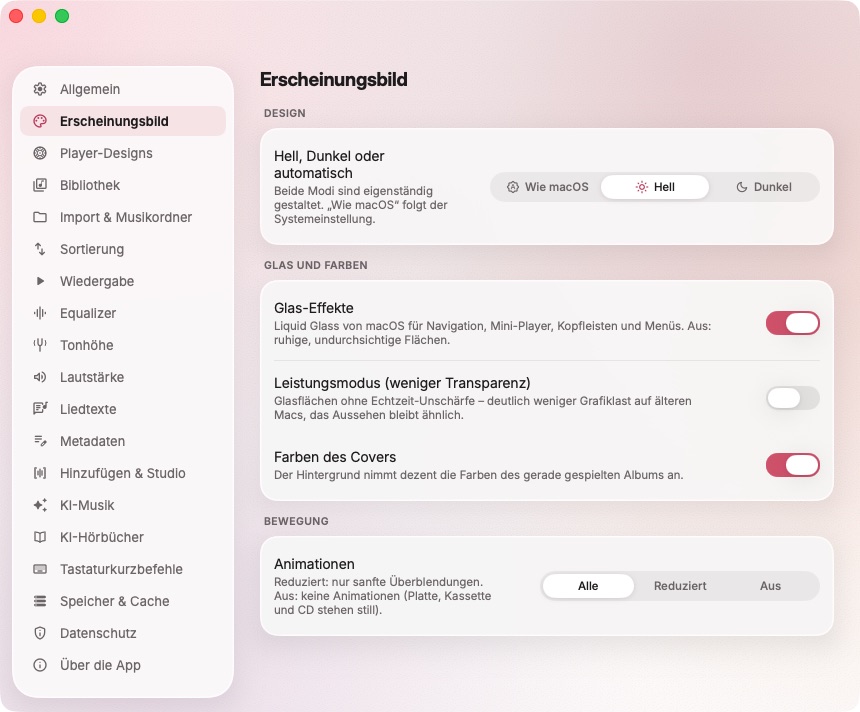 Allgemein
Erscheinungsbild
Player-Designs
Bibliothek
Import & Musikordner
Sortierung
Wiedergabe
Equalizer
Tonhöhe
Lautstärke
Liedtexte
Metadaten
Hinzufügen & Studio
KI-Musik
KI-Hörbücher
Tastaturkurzbefehle
Speicher & Cache
Datenschutz
Über die App
Erscheinungsbild
DESIGN
Hell, Dunkel oder
automatisch
Beide Modi sind eigenständig
gestaltet. „Wie macOS“ folgt der
Systemeinstellung.
Wie macOS
Hell
Dunkel
GLAS UND FARBEN
Glas-Effekte
Liquid Glass von macOS für Navigation, Mini-Player, Kopfleisten und Menüs. Aus:
ruhige, undurchsichtige Flächen.
Leistungsmodus (weniger Transparenz)
Glasflächen ohne Echtzeit-Unschärfe – deutlich weniger Grafiklast auf älteren
Macs, das Aussehen bleibt ähnlich.
Farben des Covers
Der Hintergrund nimmt dezent die Farben des gerade gespielten Albums an.
BEWEGUNG
Animationen
Reduziert: nur sanfte Überblendungen.
Aus: keine Animationen (Platte, Kassette
und CD stehen still).
Alle
Reduziert
Aus